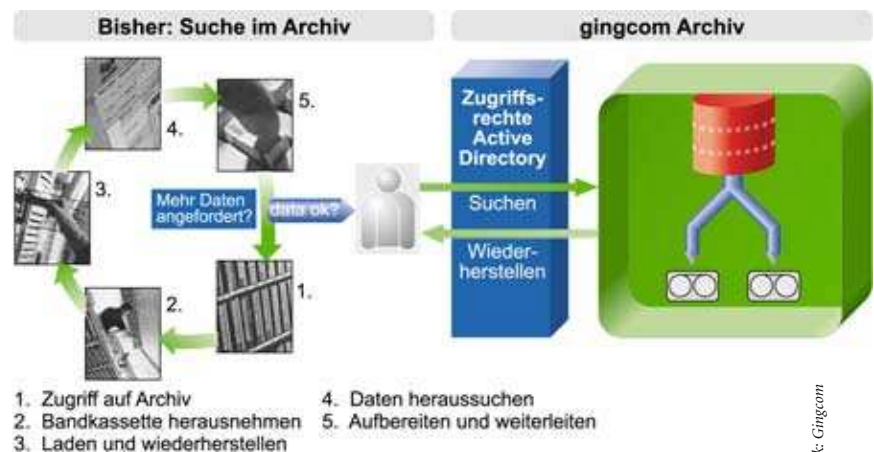 Bisher: Suche im Archiv
gingcom Archiv
5.
4.
3.
Mehr Daten
angefordert?
data ok?
1.
2.
Zugriffs-
rechte
Active
Directory
Suchen
Wieder-
herstellen
1. Zugriff auf Archiv
2. Bandkassette herausnehmen
3. Laden und wiederherstellen
4. Daten heraussuchen
5. Aufbereiten und weiterleiten
k: Gingcom